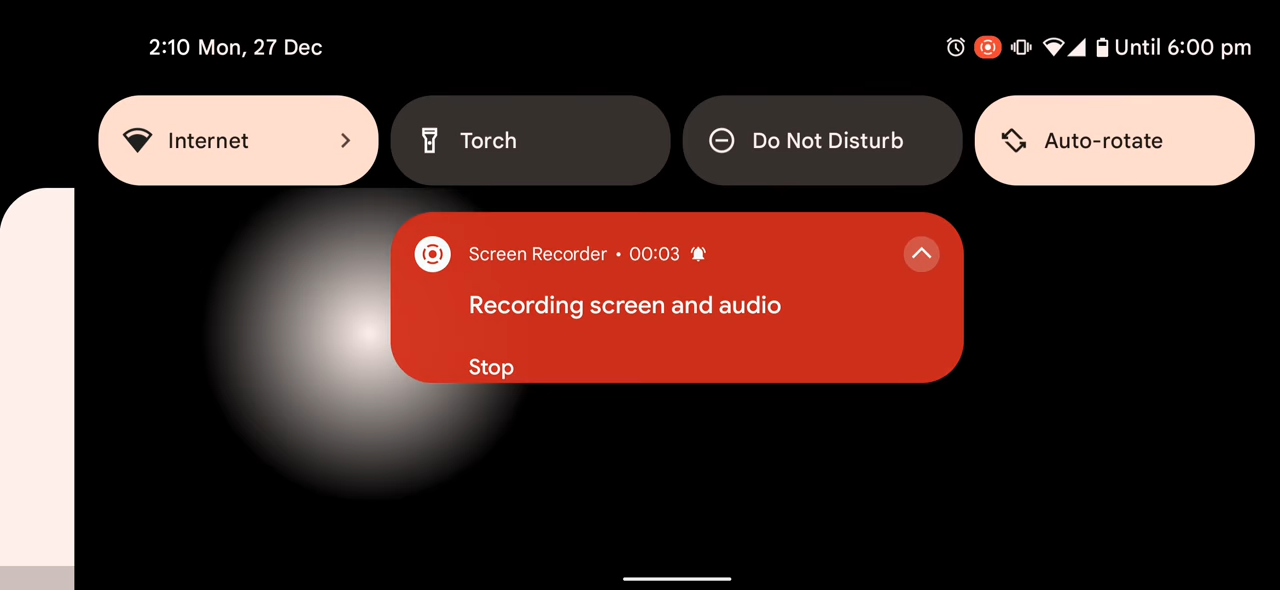 2:10 Mon, 27 Dec Until 6:00 pm
Internet Torch Do Not Disturb Auto-rotate
Screen Recorder • 00:03
Recording screen and audio
Stop